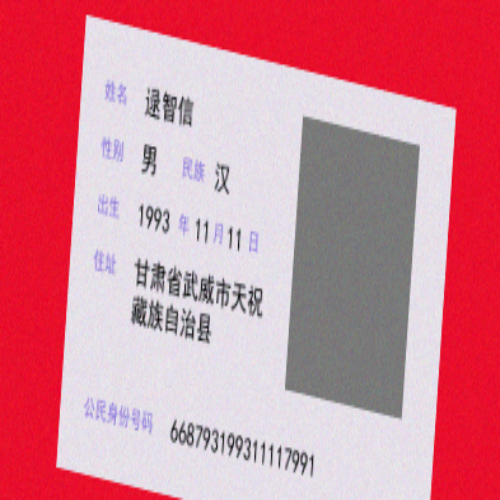 姓名 逯智信
性别 男 民族 汉
出生 1993 年 11 月 11 日
住址 甘肃省武威市天祝
藏族自治县
公民身份号码 668793199311117991